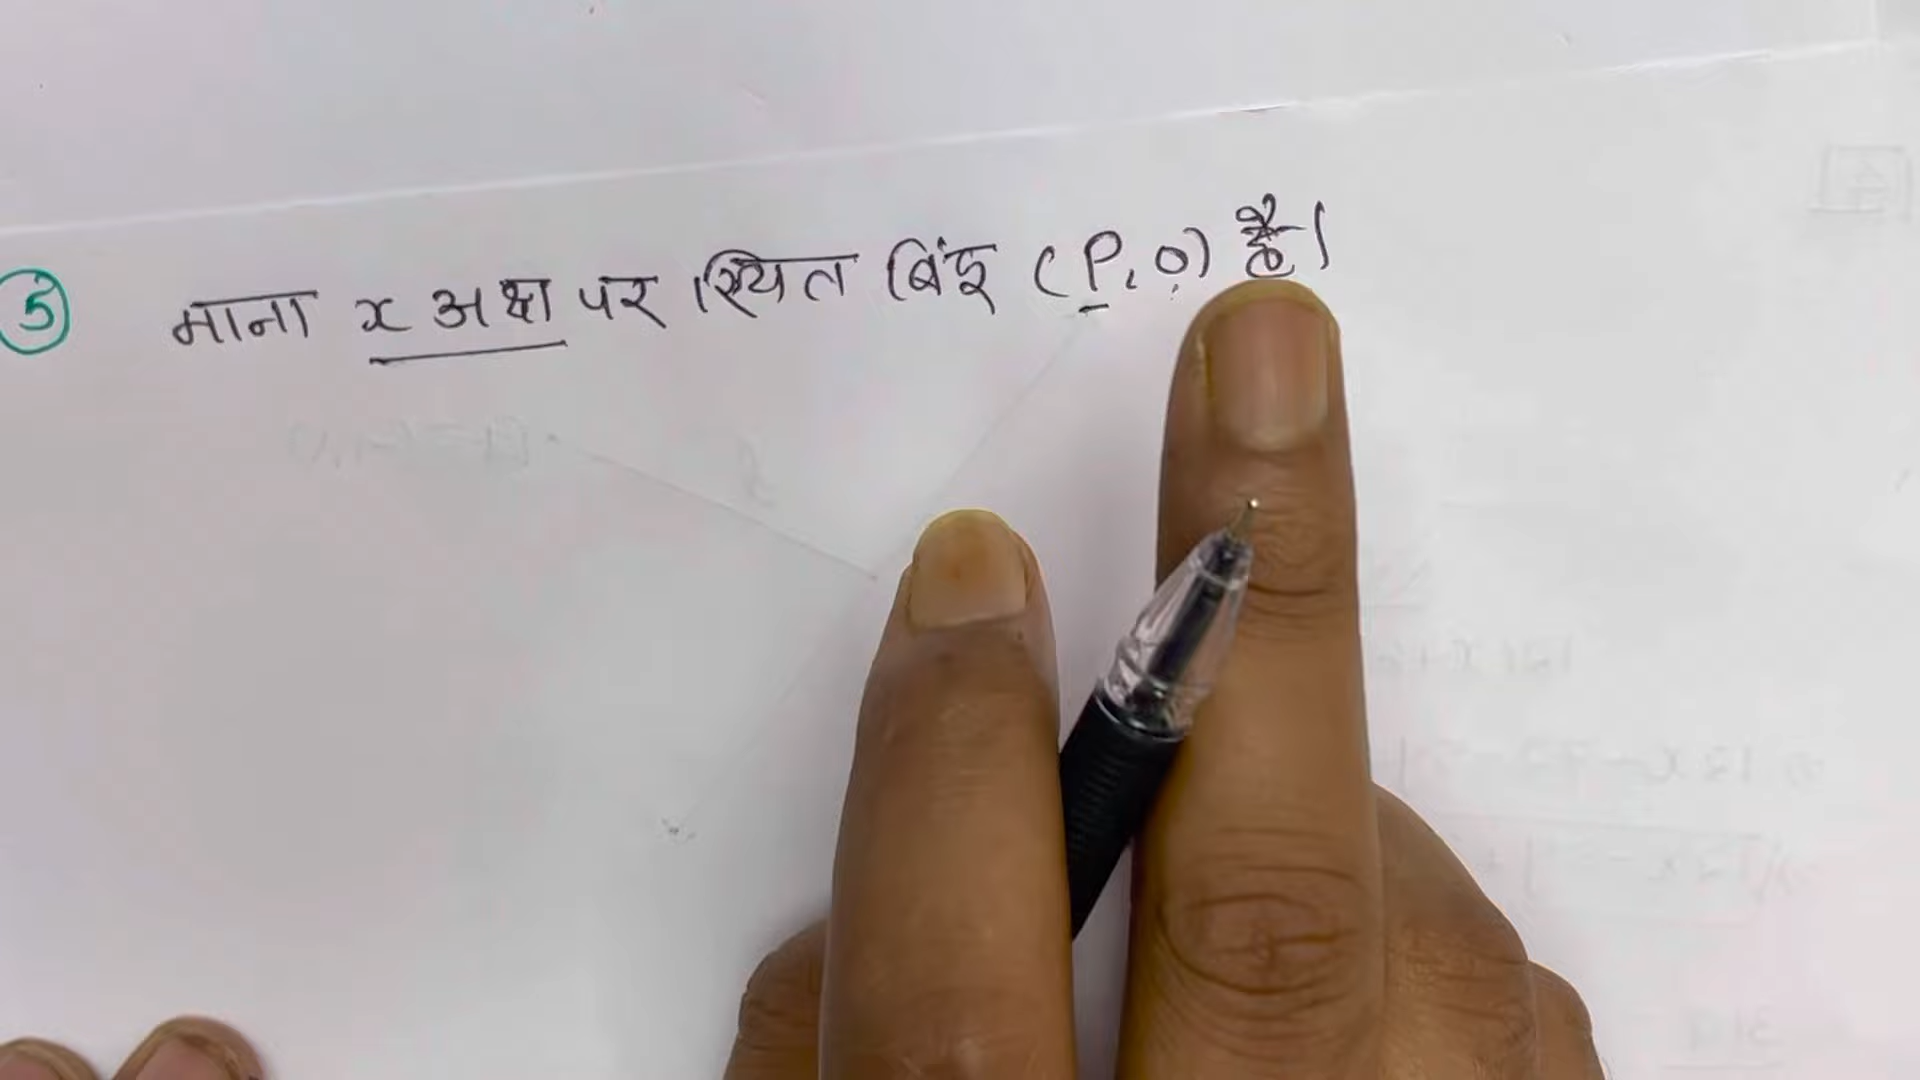 5 माना x अक्ष पर स्थित बिंदु (P,0) है।